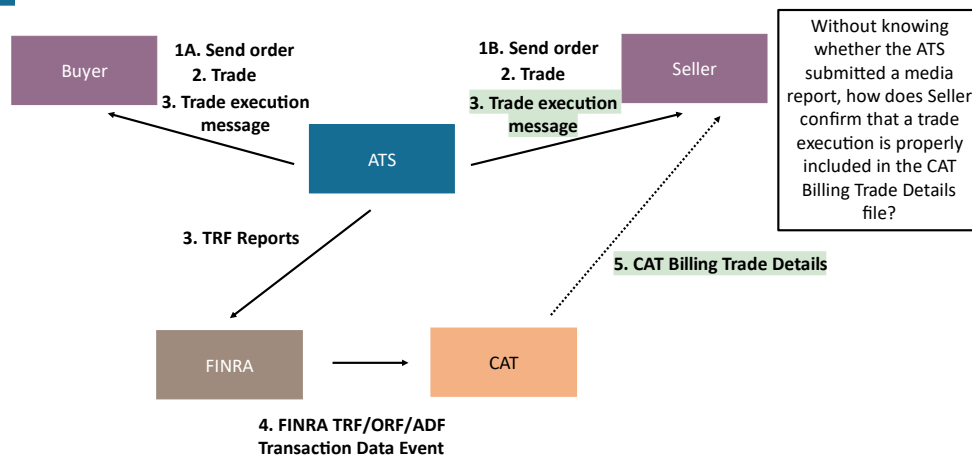 Buyer
1A. Send order
2. Trade
3. Trade execution
message
1B. Send order
2. Trade
3. Trade execution
message
Seller
Without knowing
whether the ATS
submitted a media
report, how does Seller
confirm that a trade
execution is properly
included in the CAT
Billing Trade Details
file?
ATS
3. TRF Reports
5. CAT Billing Trade Details
FINRA
CAT
4. FINRA TRF/ORF/ADF
Transaction Data Event